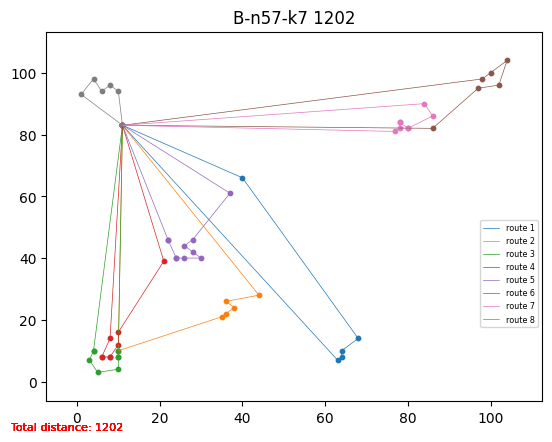 B-n57-k7 1202
100
80
60
40
20
0
0 20 40 60 80 100
route 1
route 2
route 3
route 4
route 5
route 6
route 7
route 8
Total distance: 1202